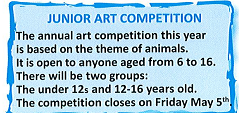 JUNIOR ART COMPETITION
The annual art competition this year
is based on the theme of animals.
It is open to anyone aged from 6 to 16.
There will be two groups:
The under 12s and 12-16 years old.
The competition closes on Friday May 5th.